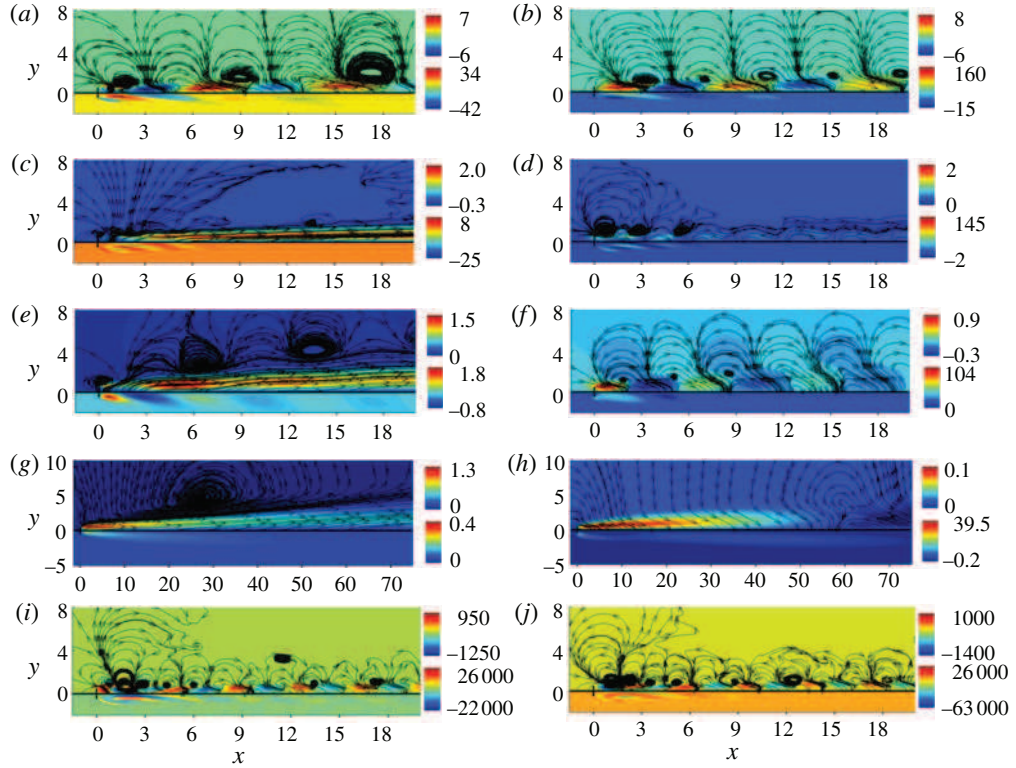 (a) 8 4 y 0 0 3 6 9 12 15 18 7 –6 34 –42
(b) 8 4 0 0 3 6 9 12 15 18 8 –6 160 –15
(c) 8 4 y 0 0 3 6 9 12 15 18 2.0 –0.3 8 –25
(d) 8 4 0 0 3 6 9 12 15 18 2 0 145 –2
(e) 8 4 y 0 0 3 6 9 12 15 18 1.5 0 1.8 –0.8
(f) 8 4 0 0 3 6 9 12 15 18 0.9 –0.3 104 0
(g) 10 5 y 0 –5 0 10 20 30 40 50 60 70 1.3 0 0.4 0
(h) 10 5 0 –5 0 10 20 30 40 50 60 70 0.1 0 39.5 –0.2
(i) 8 4 y 0 0 3 6 9 12 15 18 950 –1250 26 000 –22 000
(j) 8 4 0 0 3 6 9 12 15 18 1000 –1400 26 000 –63 000
x x